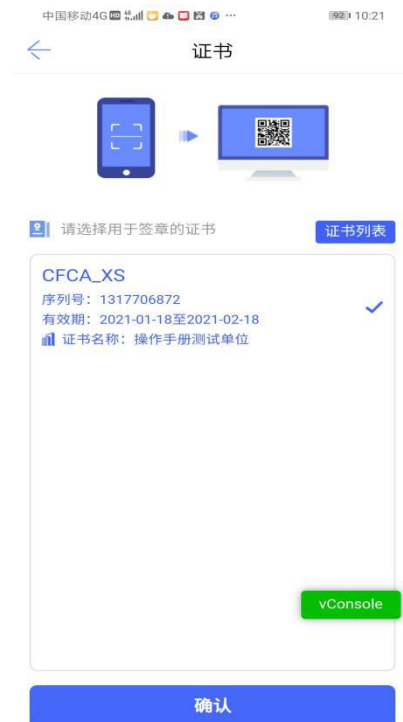 中国移动4G HD 4G 92 10:21
证书
请选择用于签章的证书
证书列表
CFCA_XS
序列号：1317706872
有效期：2021-01-18至2021-02-18
证书名称：操作手册测试单位
vConsole
确认